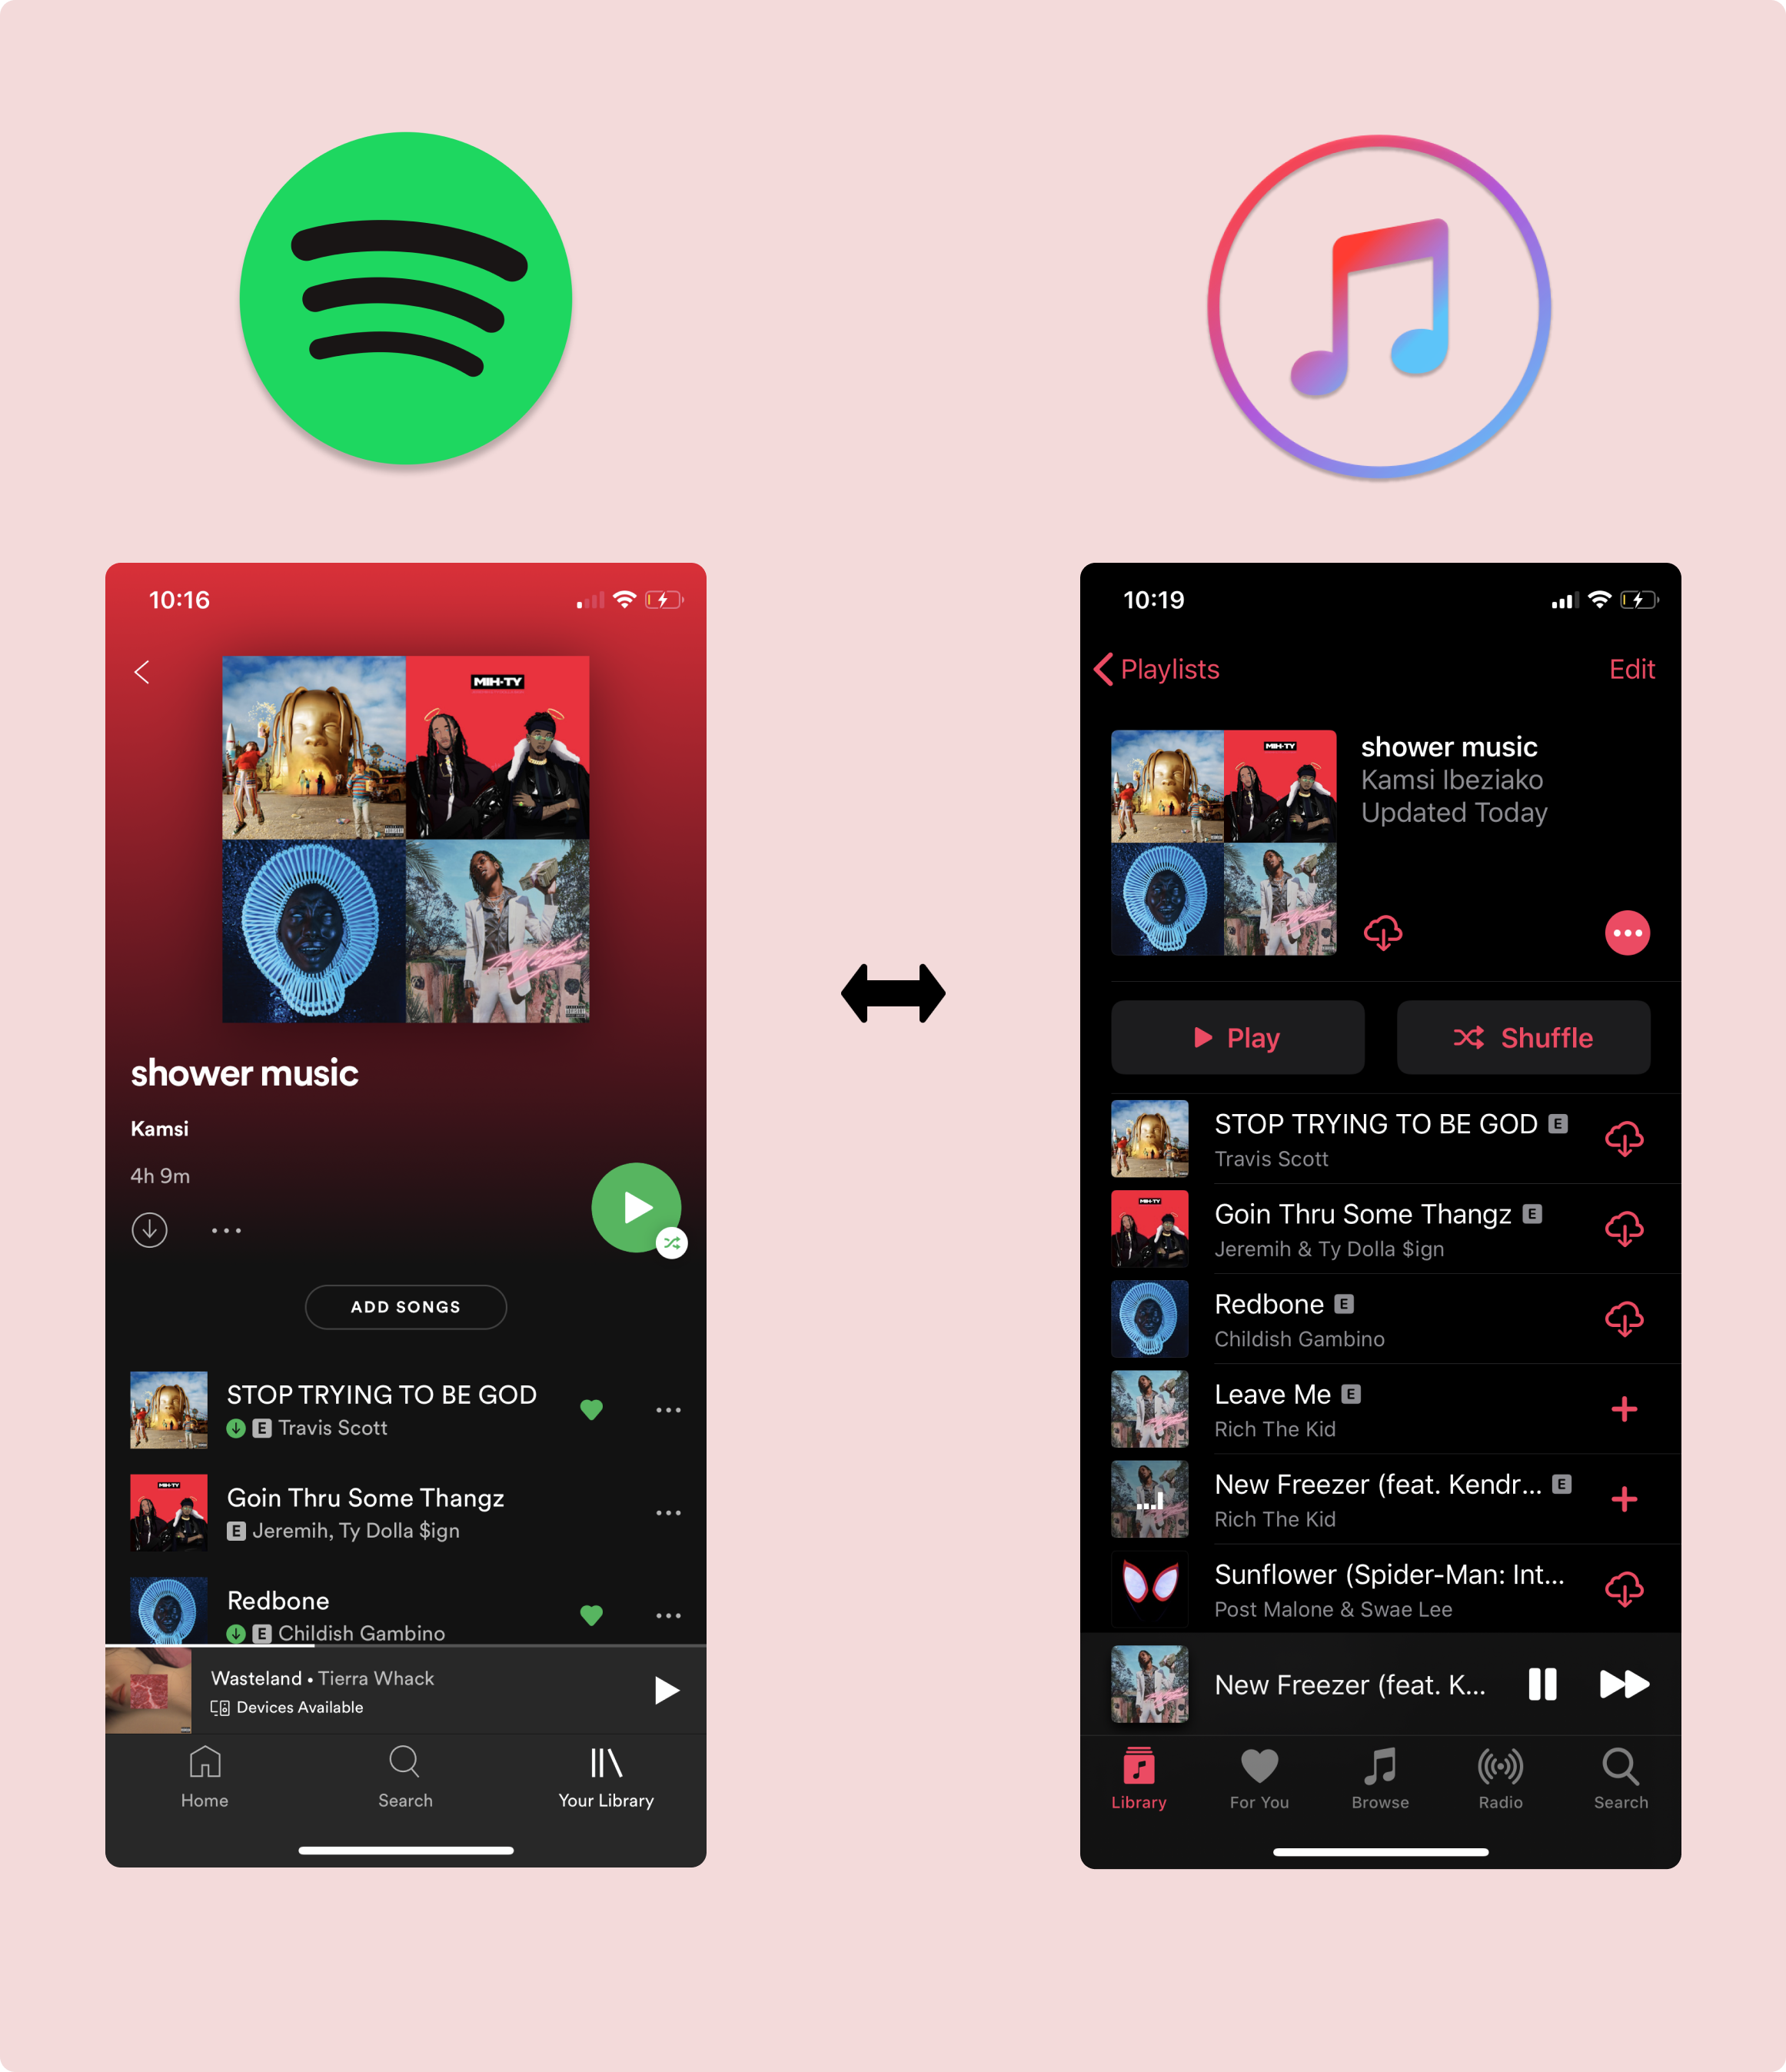 10:16
MIH-TY
shower music
Kamsi
4h 9m
ADD SONGS
STOP TRYING TO BE GOD
E Travis Scott
Goin Thru Some Thangz
E Jeremih, Ty Dolla $ign
Redbone
E Childish Gambino
Wasteland • Tierra Whack
Devices Available
Home
Search
Your Library
10:19
Playlists
Edit
MIH-TY
shower music
Kamsi Ibeziako
Updated Today
Play
Shuffle
STOP TRYING TO BE GOD E
Travis Scott
Goin Thru Some Thangz E
Jeremih & Ty Dolla $ign
Redbone E
Childish Gambino
Leave Me E
Rich The Kid
New Freezer (feat. Kendr... E
Rich The Kid
Sunflower (Spider-Man: Int...
Post Malone & Swae Lee
New Freezer (feat. K...
Library
For You
Browse
Radio
Search